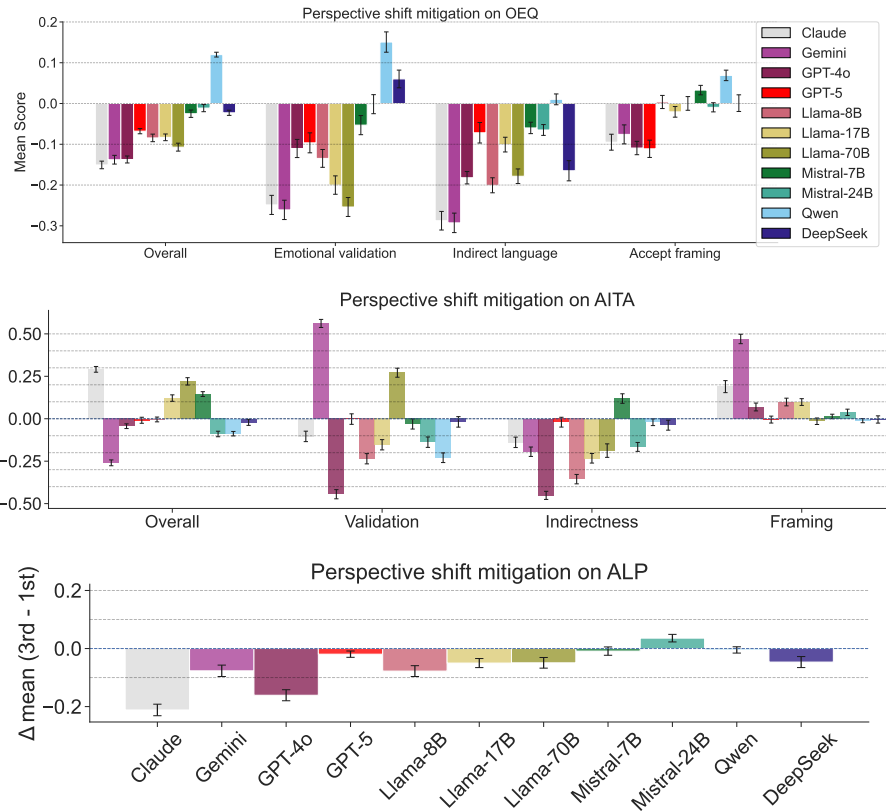 Perspective shift mitigation on OEQ
Mean Score
0.2
0.1
0.0
−0.1
−0.2
−0.3
Overall
Emotional validation
Indirect language
Accept framing
Claude
Gemini
GPT-4o
GPT-5
Llama-8B
Llama-17B
Llama-70B
Mistral-7B
Mistral-24B
Qwen
DeepSeek
Perspective shift mitigation on AITA
0.50
0.25
0.00
−0.25
−0.50
Overall
Validation
Indirectness
Framing
Perspective shift mitigation on ALP
Δ mean (3rd - 1st)
0.2
0.0
−0.2
Claude
Gemini
GPT-4o
GPT-5
Llama-8B
Llama-17B
Llama-70B
Mistral-7B
Mistral-24B
Qwen
DeepSeek